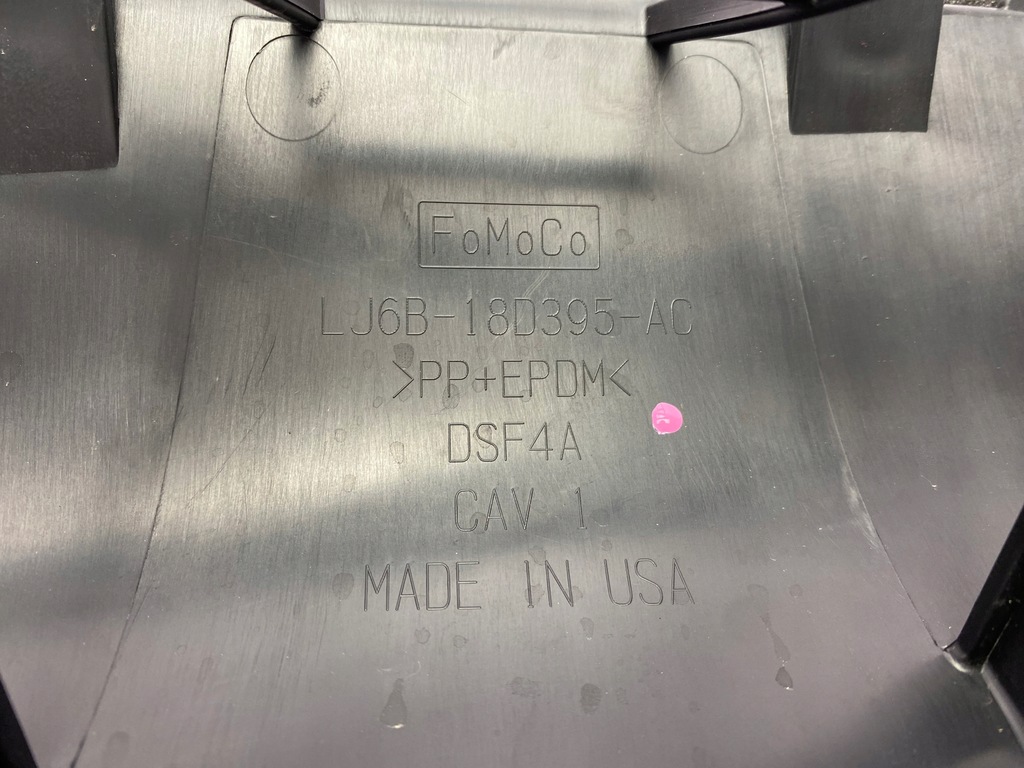 FoMoCo
LJ6B-18D395-AC
>PP+EPDM<
DSF4A
CAV 1
MADE IN USA